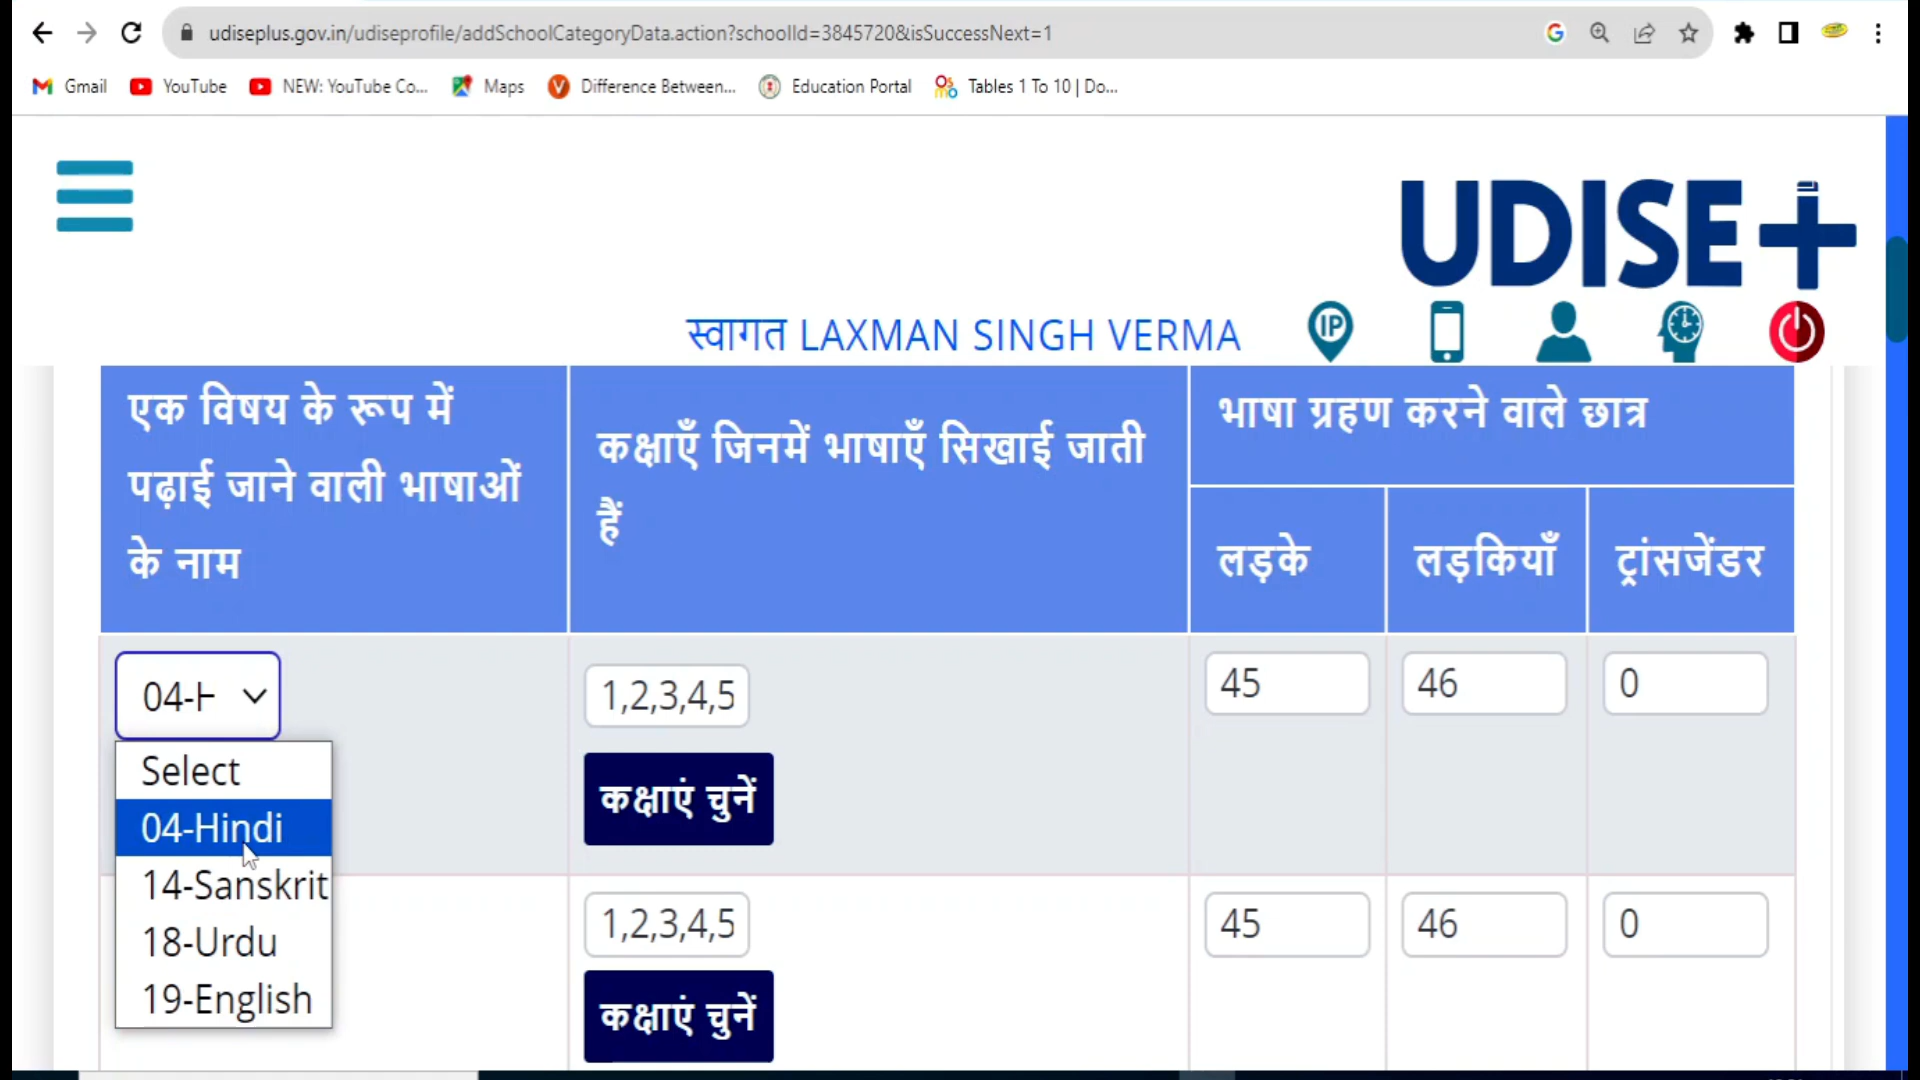 udiseplus.gov.in/udiseprofile/addSchoolCategoryData.action?schoolId=3845720&isSuccessNext=1
Gmail YouTube NEW: YouTube Co... Maps Difference Between... Education Portal Tables 1 To 10 | Do...
UDISE+
स्वागत LAXMAN SINGH VERMA IP
एक विषय के रूप में
पढ़ाई जाने वाली भाषाओं
के नाम
कक्षाएँ जिनमें भाषाएँ सिखाई जाती
हैं
भाषा ग्रहण करने वाले छात्र
लड़के लड़कियाँ ट्रांसजेंडर
04-H 1,2,3,4,5 45 46 0
कक्षाएं चुनें
Select
04-Hindi
14-Sanskrit
18-Urdu
19-English
1,2,3,4,5 45 46 0
कक्षाएं चुनें